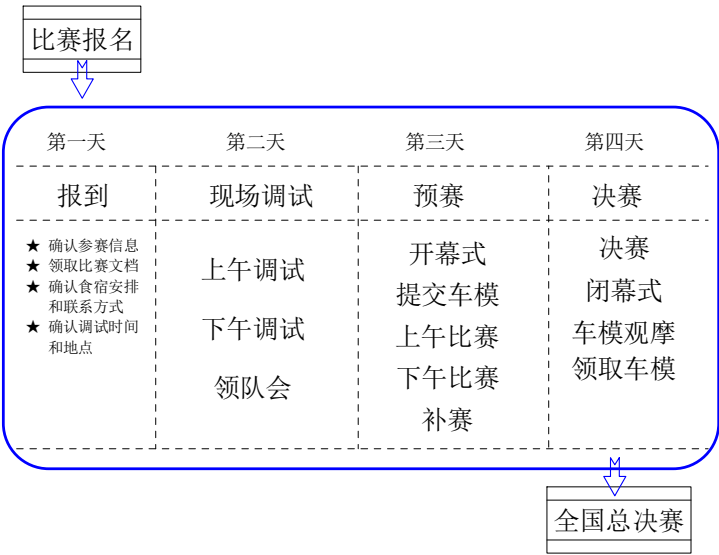 比赛报名
第一天 第二天 第三天 第四天
报到 现场调试 预赛 决赛
★ 确认参赛信息
★ 领取比赛文档
★ 确认食宿安排
和联系方式
★ 确认调试时间
和地点
上午调试
下午调试
领队会
开幕式
提交车模
上午比赛
下午比赛
补赛
决赛
闭幕式
车模观摩
领取车模
全国总决赛